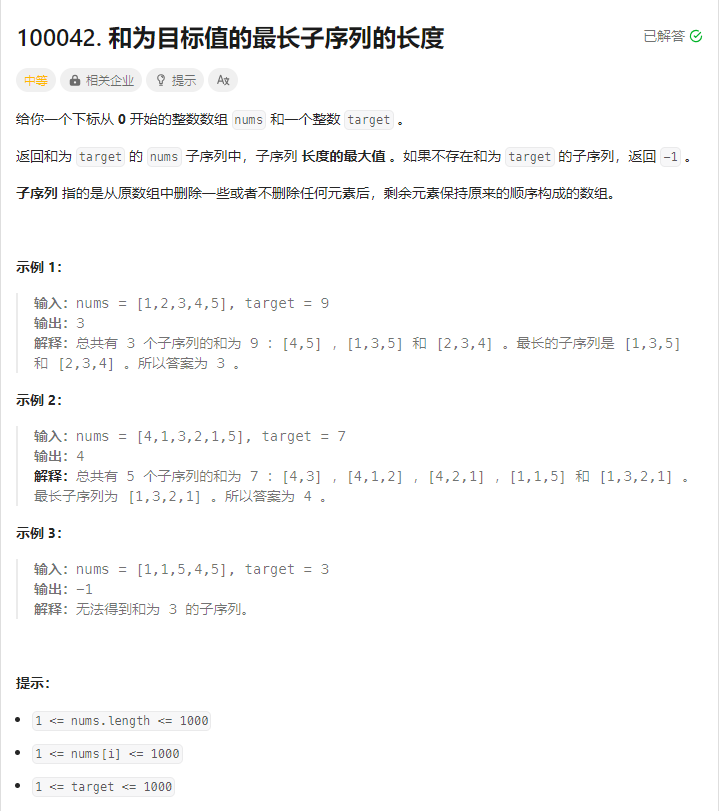 100042. 和为目标值的最长子序列的长度
已解答
中等 相关企业 提示 Aあ
给你一个下标从 0 开始的整数数组 nums 和一个整数 target 。
返回和为 target 的 nums 子序列中，子序列 长度的最大值 。如果不存在和为 target 的子序列，返回 -1 。
子序列 指的是从原数组中删除一些或者不删除任何元素后，剩余元素保持原来的顺序构成的数组。
示例 1：
输入：nums = [1,2,3,4,5], target = 9
输出：3
解释：总共有 3 个子序列的和为 9 ：[4,5] ，[1,3,5] 和 [2,3,4] 。最长的子序列是 [1,3,5]
和 [2,3,4] 。所以答案为 3 。
示例 2：
输入：nums = [4,1,3,2,1,5], target = 7
输出：4
解释：总共有 5 个子序列的和为 7 ：[4,3] ，[4,1,2] ，[4,2,1] ，[1,1,5] 和 [1,3,2,1] 。
最长子序列为 [1,3,2,1] 。所以答案为 4 。
示例 3：
输入：nums = [1,1,5,4,5], target = 3
输出：-1
解释：无法得到和为 3 的子序列。
提示：
1 <= nums.length <= 1000
1 <= nums[i] <= 1000
1 <= target <= 1000